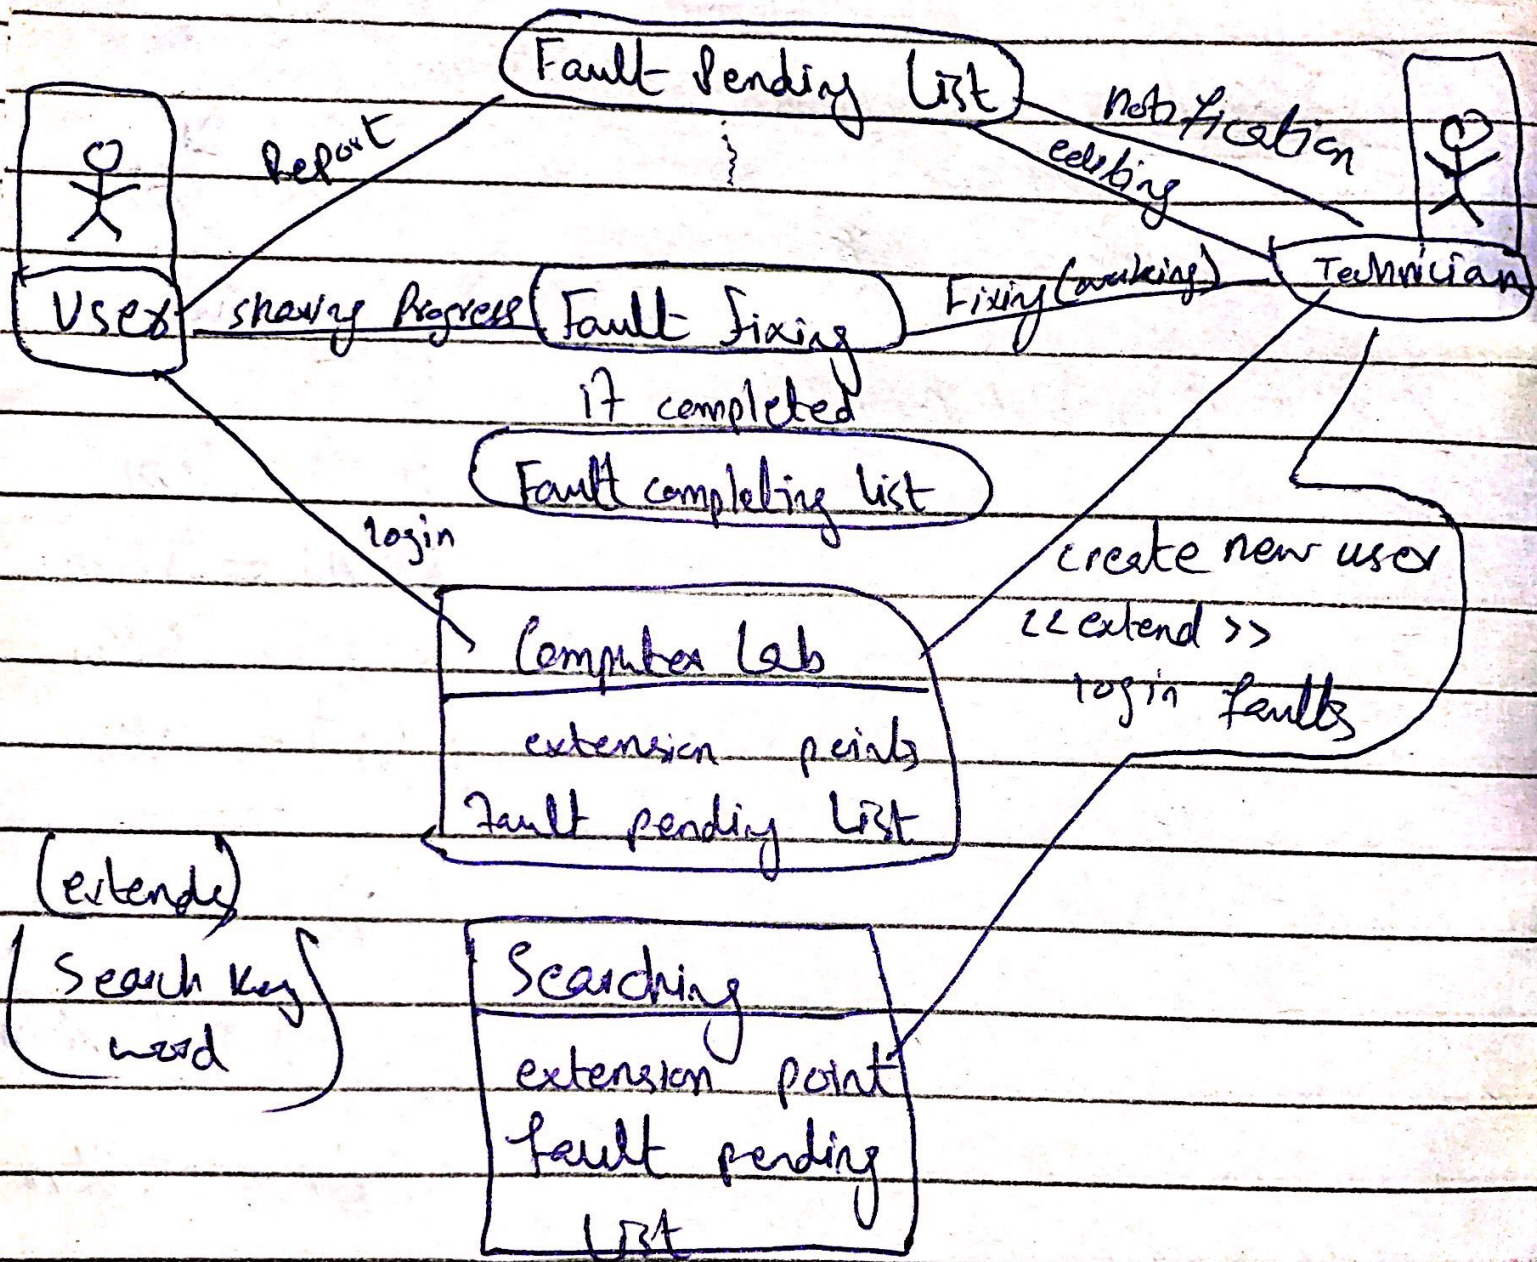 Fault Pending List
Report
notification
editing
User
sharing Progress
Fault fixing
Fixing (making)
Technician
if completed
Fault completing list
login
create new user
<<extend>>
login faults
Computer Lab
extension points
Fault pending List
(extends)
Search key
word
Searching
extension point
fault pending
List